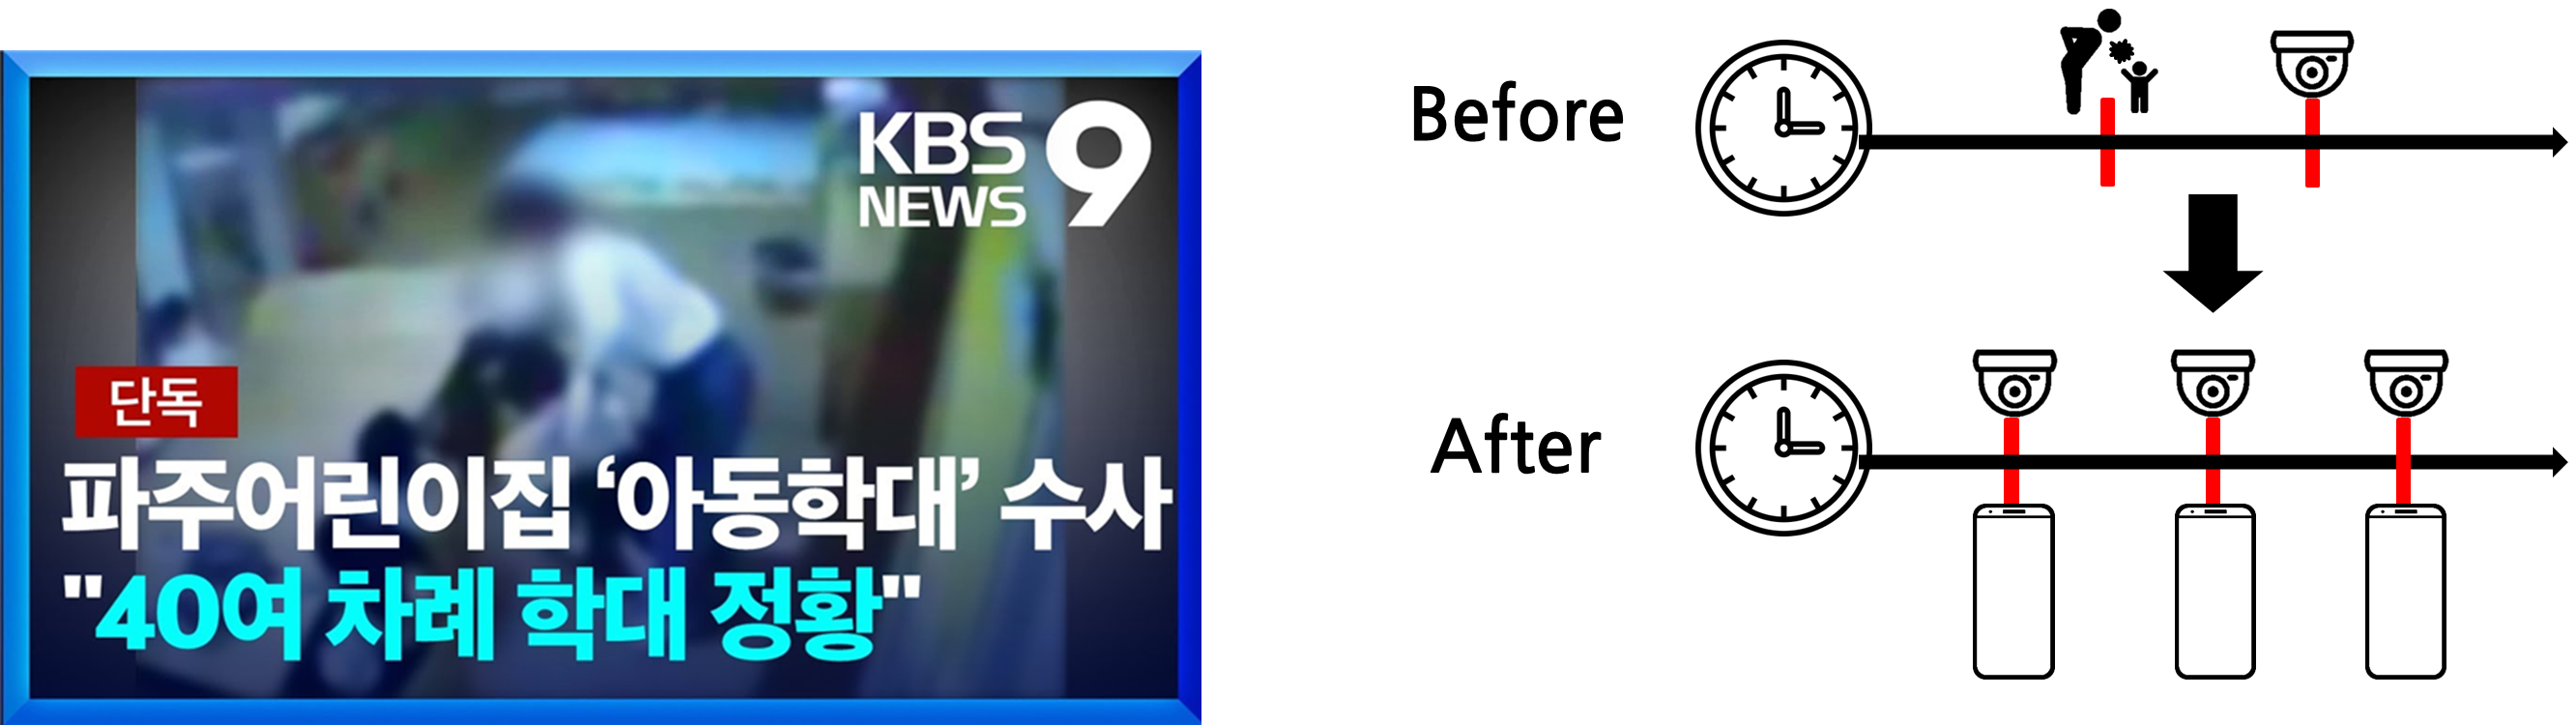 KBS 9
NEWS
단독
파주어린이집 ‘아동학대’ 수사
"40여 차례 학대 정황"
Before
After